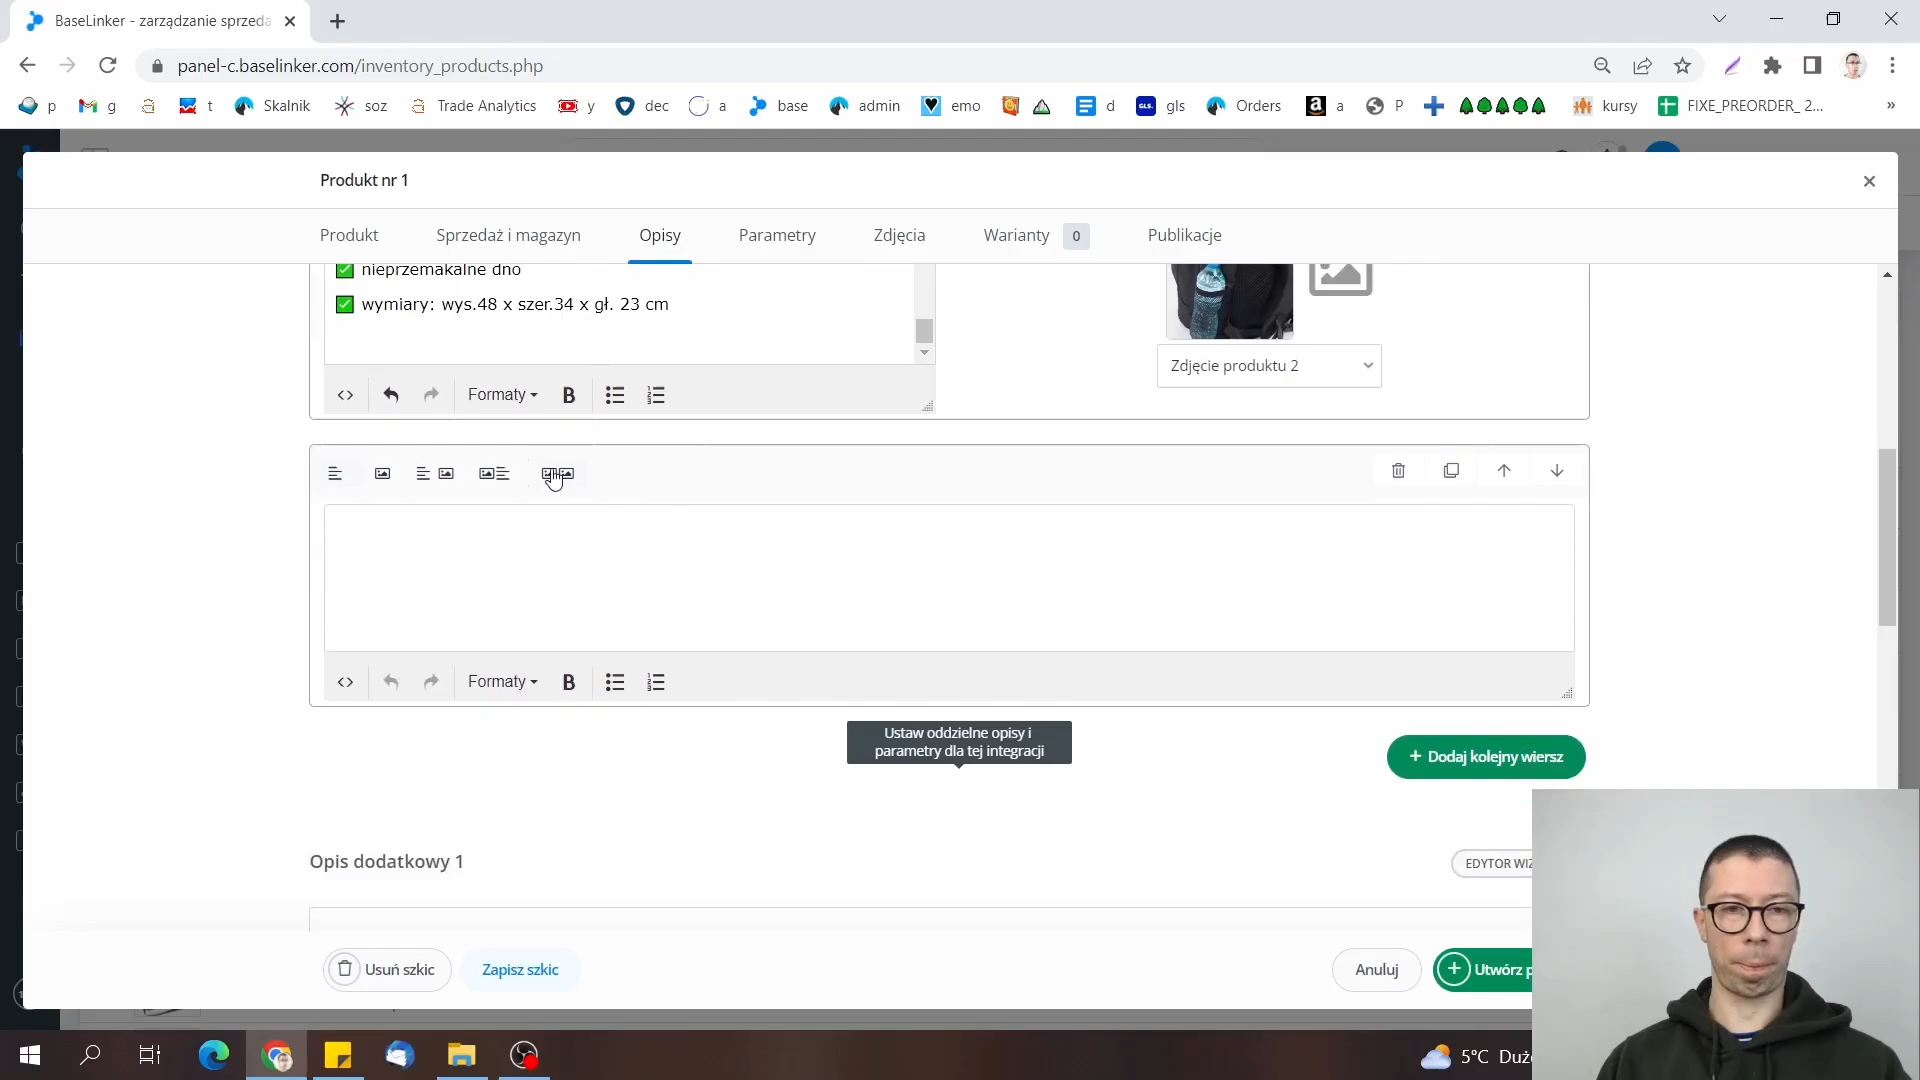 BaseLinker - zarządzanie sprzeda
panel-c.baselinker.com/inventory_products.php
p
g
t
Skalnik
soz
Trade Analytics
y
dec
a
base
admin
emo
d
GLS.
gls
Orders
a
a
P
kursy
FIXE_PREORDER_ 2...
»
Produkt nr 1
Produkt
Sprzedaż i magazyn
Opisy
Parametry
Zdjęcia
Warianty
0
Publikacje
nieprzemakalne dno
wymiary: wys.48 x szer.34 x gł. 23 cm
Zdjęcie produktu 2
Formaty
B
Formaty
B
Ustaw oddzielne opisy i
parametry dla tej integracji
+ Dodaj kolejny wiersz
Opis dodatkowy 1
EDYTOR WIZ
Usuń szkic
Zapisz szkic
Anuluj
Utwórz p
5°C Duż